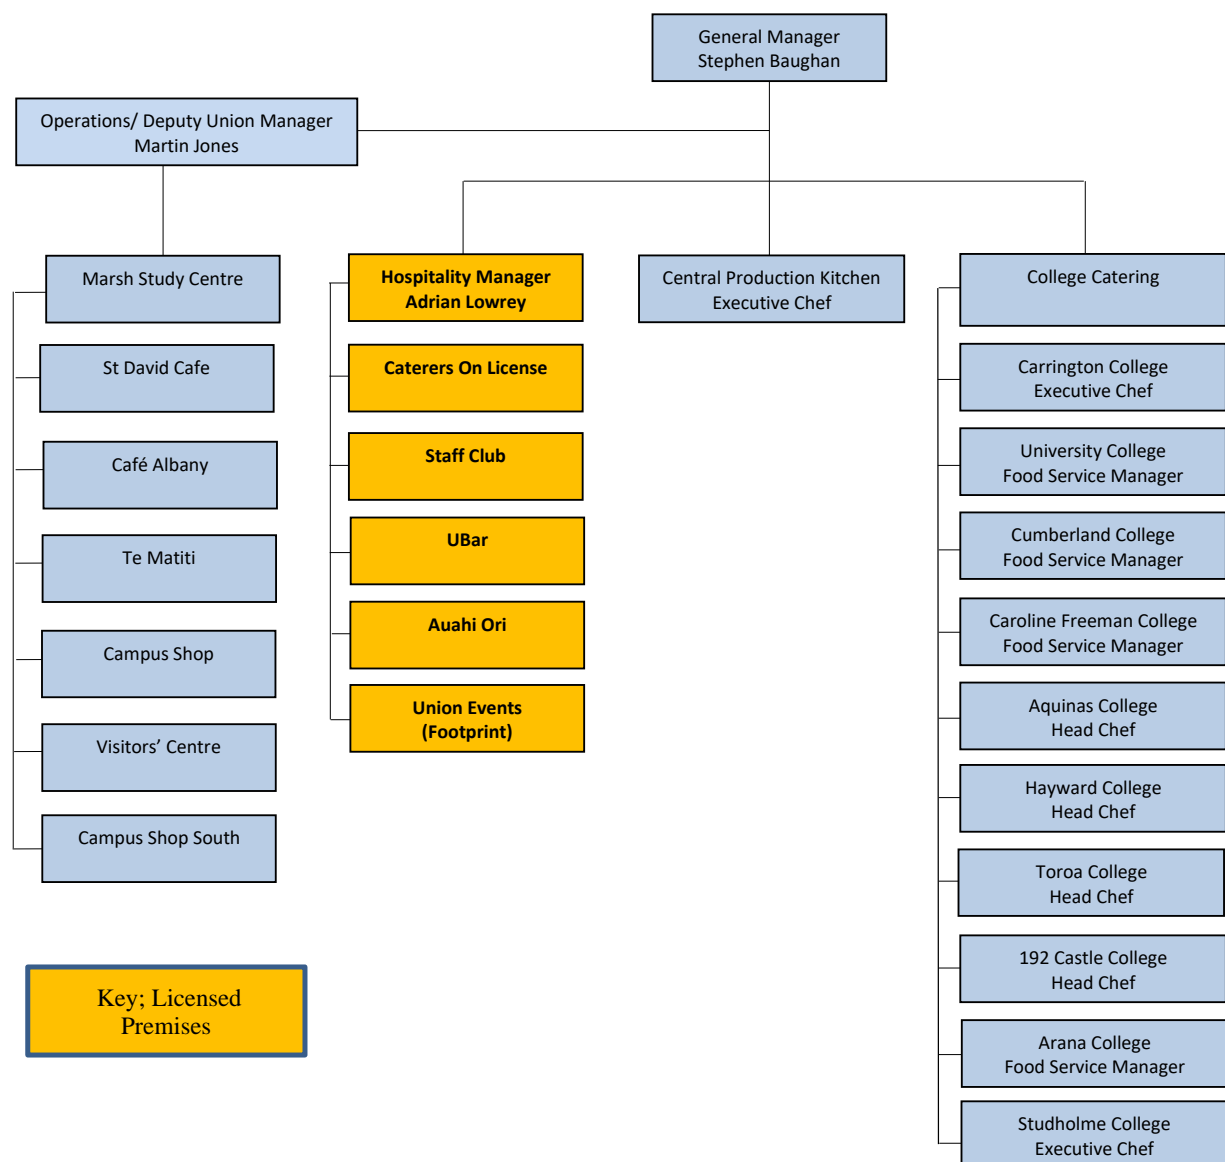 General Manager
Stephen Baughan
Operations/ Deputy Union Manager
Martin Jones
Marsh Study Centre
St David Cafe
Café Albany
Te Matiti
Campus Shop
Visitors’ Centre
Campus Shop South
Hospitality Manager
Adrian Lowrey
Caterers On License
Staff Club
UBar
Auahi Ori
Union Events
(Footprint)
Central Production Kitchen
Executive Chef
College Catering
Carrington College
Executive Chef
University College
Food Service Manager
Cumberland College
Food Service Manager
Caroline Freeman College
Food Service Manager
Aquinas College
Head Chef
Hayward College
Head Chef
Toroa College
Head Chef
192 Castle College
Head Chef
Arana College
Food Service Manager
Studholme College
Executive Chef
Key; Licensed
Premises